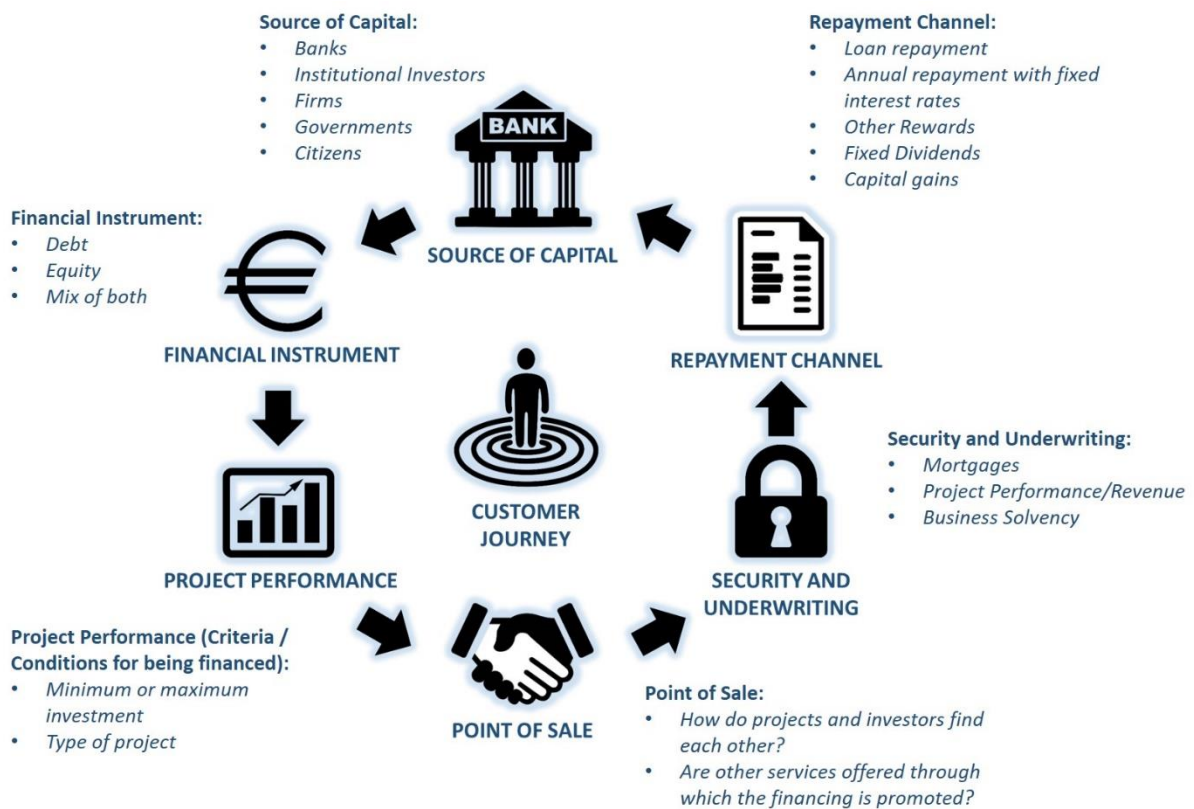 Source of Capital:
• Banks
• Institutional Investors
• Firms
• Governments
• Citizens
Repayment Channel:
• Loan repayment
• Annual repayment with fixed
interest rates
• Other Rewards
• Fixed Dividends
• Capital gains
BANK
SOURCE OF CAPITAL
Financial Instrument:
• Debt
• Equity
• Mix of both
€
FINANCIAL INSTRUMENT
REPAYMENT CHANNEL
CUSTOMER
JOURNEY
Security and Underwriting:
• Mortgages
• Project Performance/Revenue
• Business Solvency
PROJECT PERFORMANCE
SECURITY AND
UNDERWRITING
Project Performance (Criteria /
Conditions for being financed):
• Minimum or maximum
investment
• Type of project
POINT OF SALE
Point of Sale:
• How do projects and investors find
each other?
• Are other services offered through
which the financing is promoted?